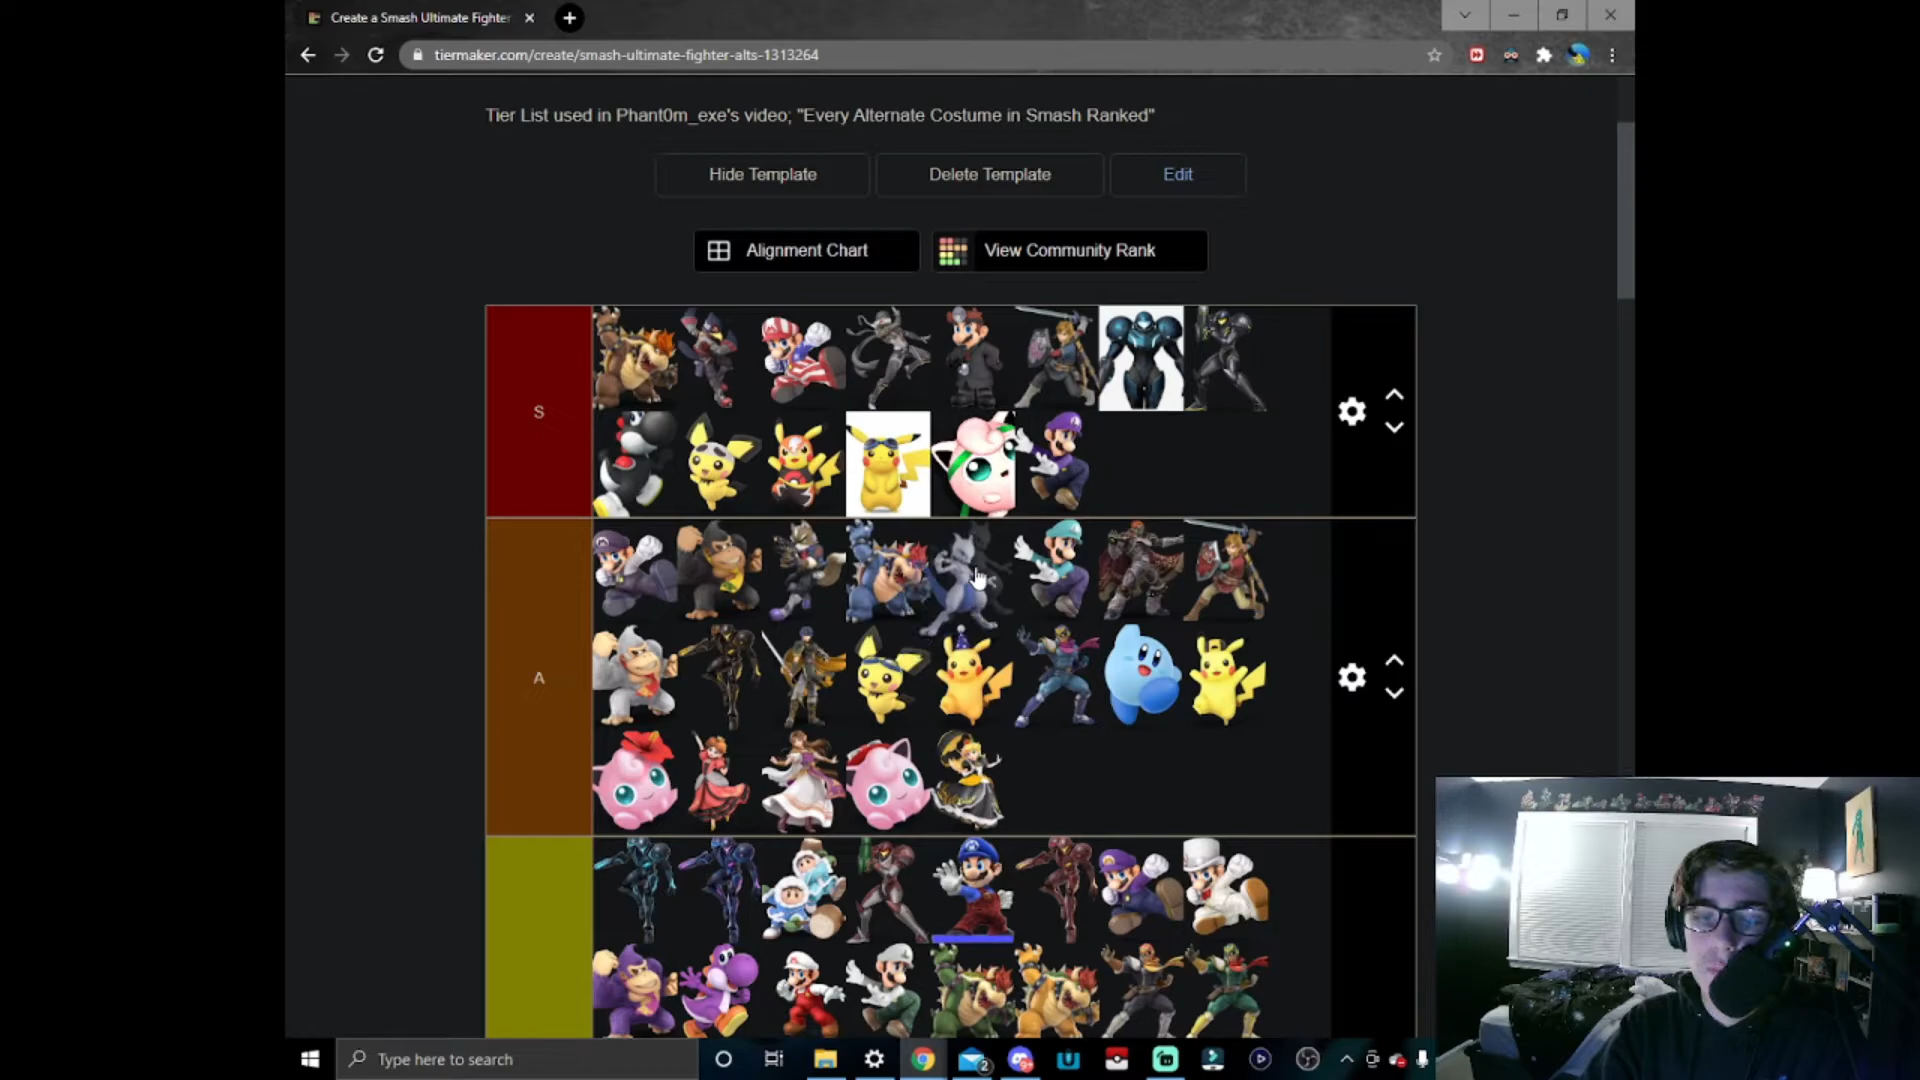 Create a Smash Ultimate Fighter
tiermaker.com/create/smash-ultimate-fighter-alts-1313264
Tier List used in Phant0m_exe's video; "Every Alternate Costume in Smash Ranked"
Hide Template
Delete Template
Edit
Alignment Chart
View Community Rank
S
A
Type here to search
2